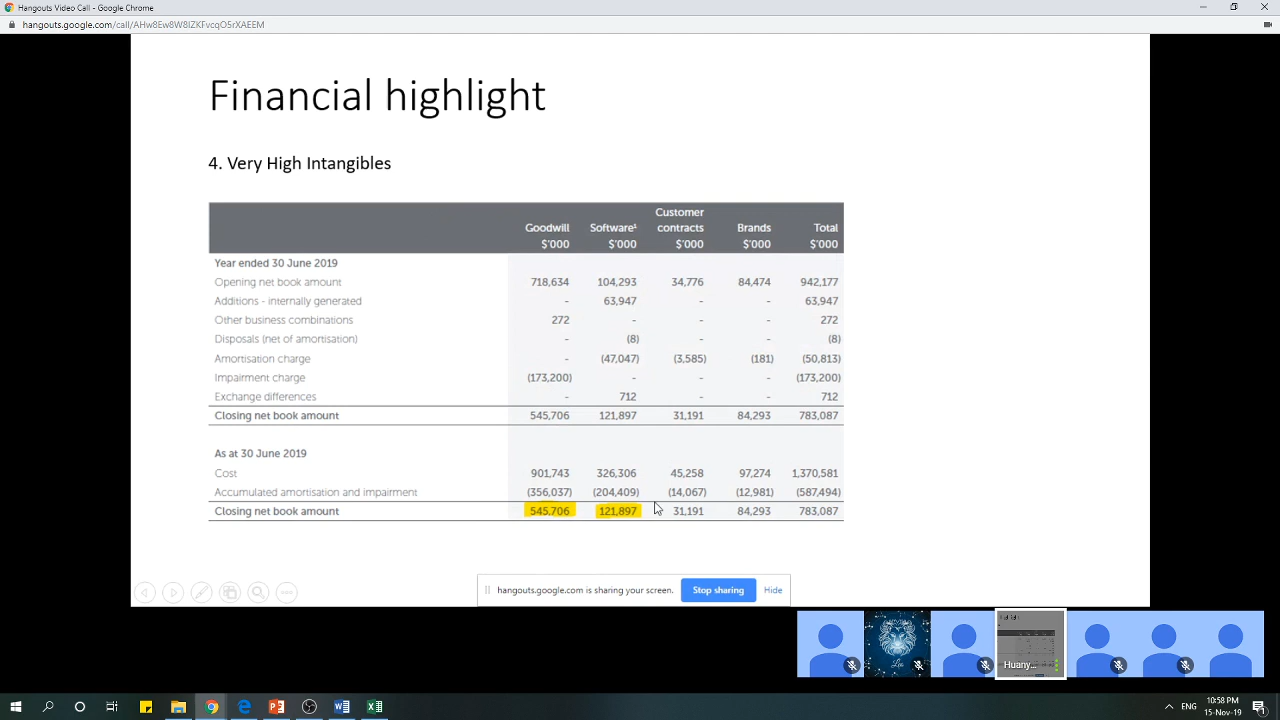 Hangouts Video Call - Google Chrome
hangouts.google.com/call/AHw8Ew8W8lZKFvcqO5rXAEEM
Financial highlight
4. Very High Intangibles
Goodwill Software¹ Customer contracts Brands Total
$'000 $'000 $'000 $'000 $'000
Year ended 30 June 2019
Opening net book amount 718,634 104,293 34,776 84,474 942,177
Additions - internally generated - 63,947 - - 63,947
Other business combinations 272 - - - 272
Disposals (net of amortisation) - (8) - - (8)
Amortisation charge - (47,047) (3,585) (181) (50,813)
Impairment charge (173,200) - - - (173,200)
Exchange differences - 712 - - 712
Closing net book amount 545,706 121,897 31,191 84,293 783,087
As at 30 June 2019
Cost 901,743 326,306 45,258 97,274 1,370,581
Accumulated amortisation and impairment (356,037) (204,409) (14,067) (12,981) (587,494)
Closing net book amount 545,706 121,897 31,191 84,293 783,087
hangouts.google.com is sharing your screen. Stop sharing Hide
Leo
Huany...
ENG
10:58 PM
15-Nov-19